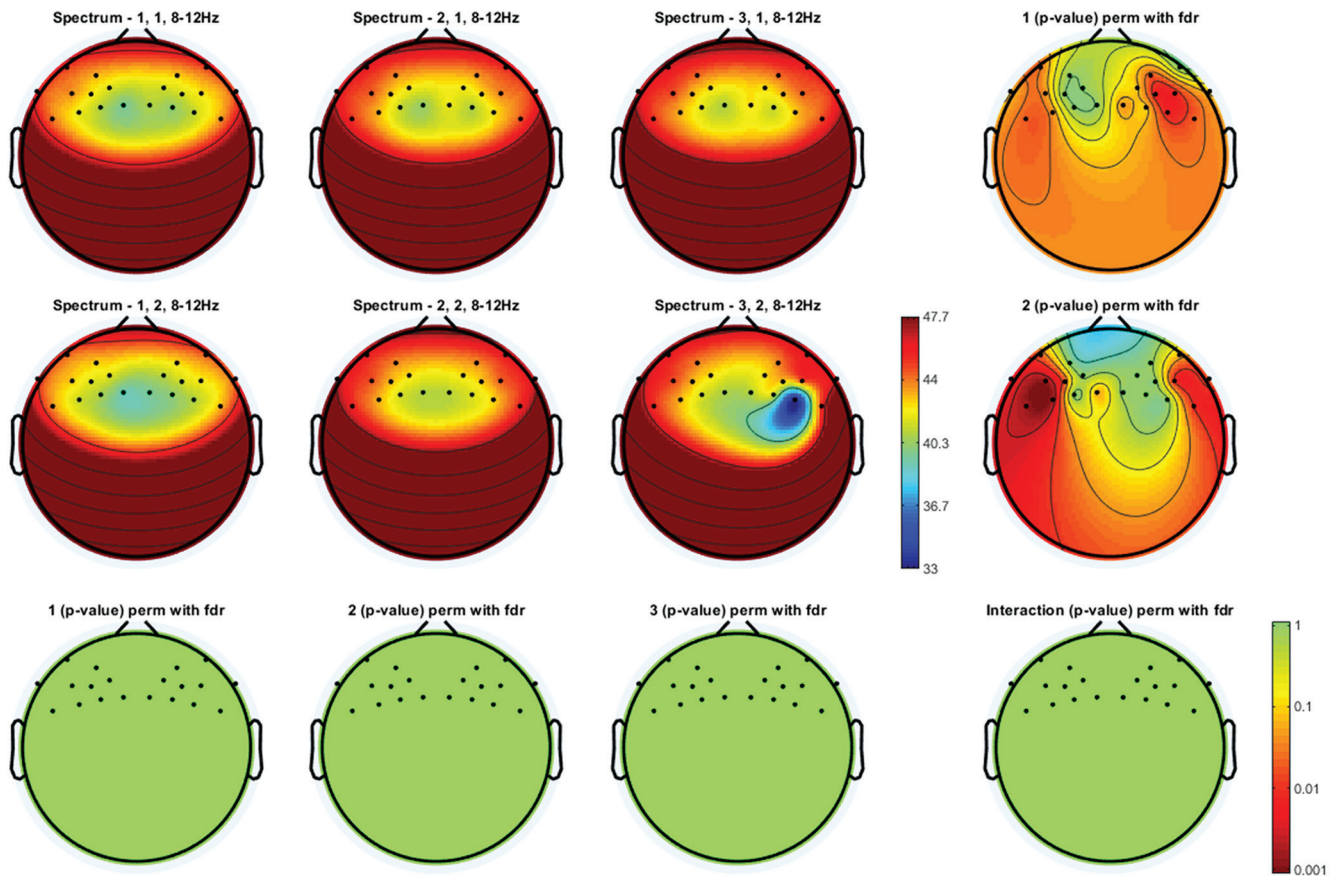 Spectrum - 1, 1, 8-12Hz
Spectrum - 2, 1, 8-12Hz
Spectrum - 3, 1, 8-12Hz
1 (p-value) perm with fdr
Spectrum - 1, 2, 8-12Hz
Spectrum - 2, 2, 8-12Hz
Spectrum - 3, 2, 8-12Hz
47.7
44
40.3
36.7
33
2 (p-value) perm with fdr
1 (p-value) perm with fdr
2 (p-value) perm with fdr
3 (p-value) perm with fdr
Interaction (p-value) perm with fdr
1
0.1
0.01
0.001